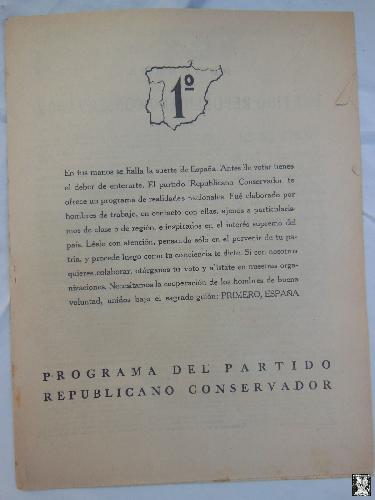 1º
En tus manos se halla la suerte de España. Antes de votar tienes
el deber de enterarte. El partido Republicano Conservador te
ofrece un programa de realidades nacionales. Fué elaborado por
hombres de trabajo, en contacto con ellas, ajenos a particularis-
mos de clase o de región, e inspirados en el interés supremo del
país. Léelo con atención, pensando sólo en el porvenir de tu pa-
tria, y procede luego como tu conciencia te dicte. Si con nosotros
quieres colaborar, otórganos tu voto y alístate en nuestras orga-
nizaciones. Necesitamos la cooperación de los hombres de buena
voluntad, unidos bajo el sagrado guión: PRIMERO, ESPAÑA
PROGRAMA DEL PARTIDO
REPUBLICANO CONSERVADOR